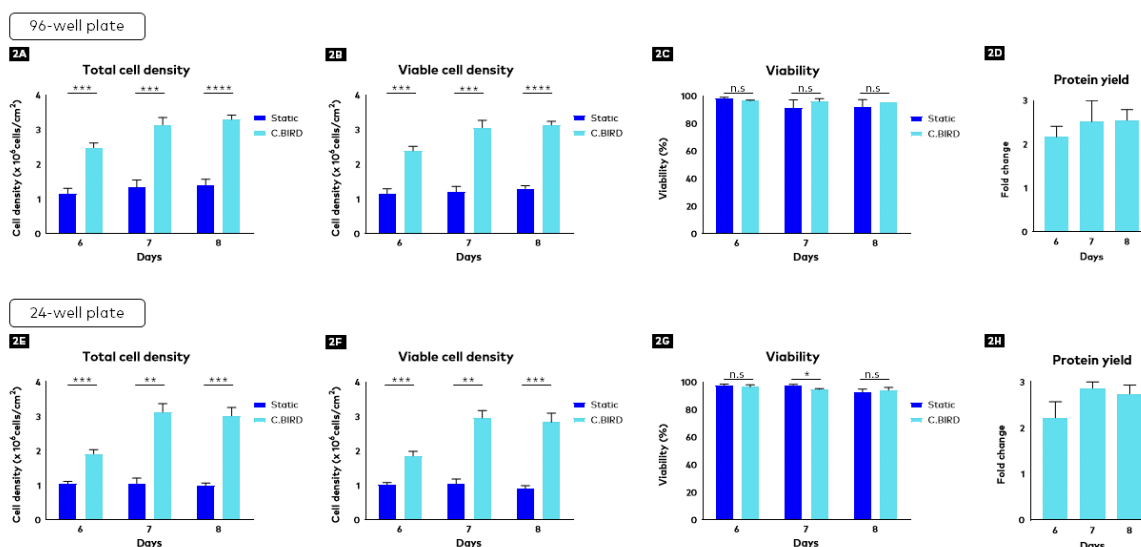 96-well plate
2A
Total cell density
*** *** ****
Cell density (x 10⁶cells/cm²)
4
3
2
1
0
6 7 8
Days
Static
C.BIRD
2B
Viable cell density
*** *** ****
Cell density (x 10⁶cells/cm²)
4
3
2
1
0
6 7 8
Days
Static
C.BIRD
2C
Viability
n.s n.s n.s
Viability (%)
100
80
60
40
20
0
6 7 8
Days
Static
C.BIRD
2D
Protein yield
Fold change
3
2
1
0
6 7 8
Days
24-well plate
2E
Total cell density
*** ** ***
Cell density (x 10⁶cells/cm²)
4
3
2
1
0
6 7 8
Days
Static
C.BIRD
2F
Viable cell density
*** ** ***
Cell density (x 10⁶cells/cm²)
4
3
2
1
0
6 7 8
Days
Static
C.BIRD
2G
Viability
n.s * n.s
Viability (%)
100
80
60
40
20
0
6 7 8
Days
Static
C.BIRD
2H
Protein yield
Fold change
3
2
1
0
6 7 8
Days